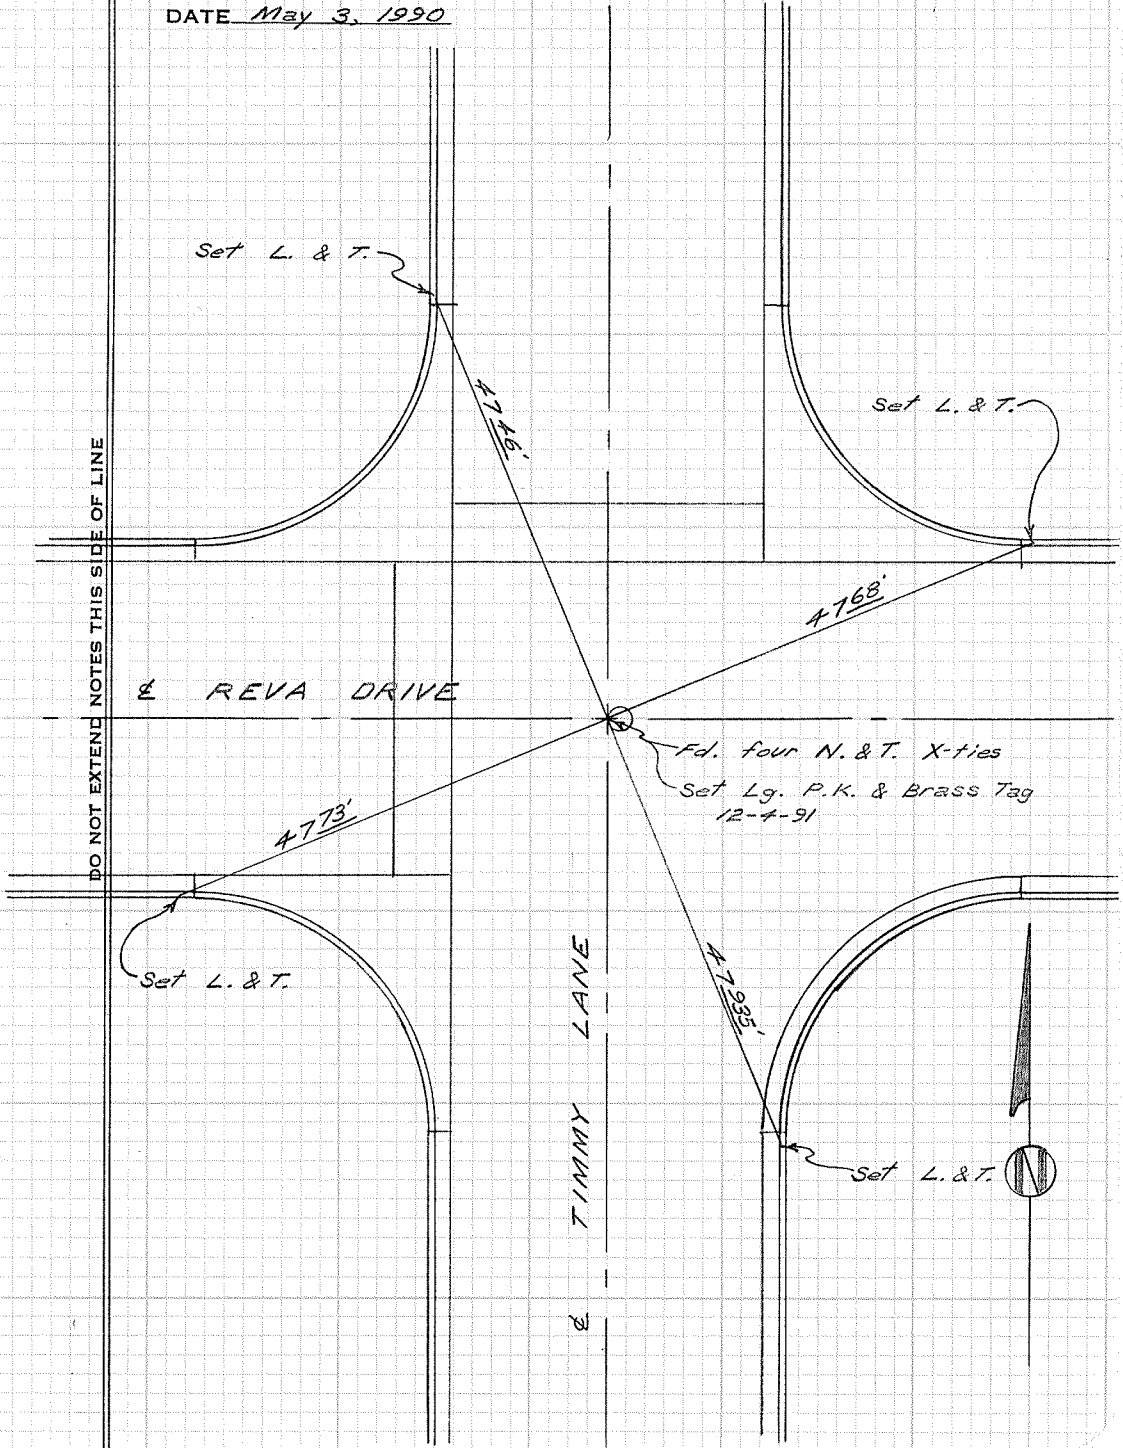 DATE May 3, 1990
Set L. & T.
47 46'
Set L. & T.
47 68'
DO NOT EXTEND NOTES THIS SIDE OF LINE
℄ REVA DRIVE
Fd. four N. & T. X-ties
Set Lg. P.K. & Brass Tag
12-4-91
47 73'
Set L. & T.
47 935'
℄ TIMMY LANE
Set L. & T.
N